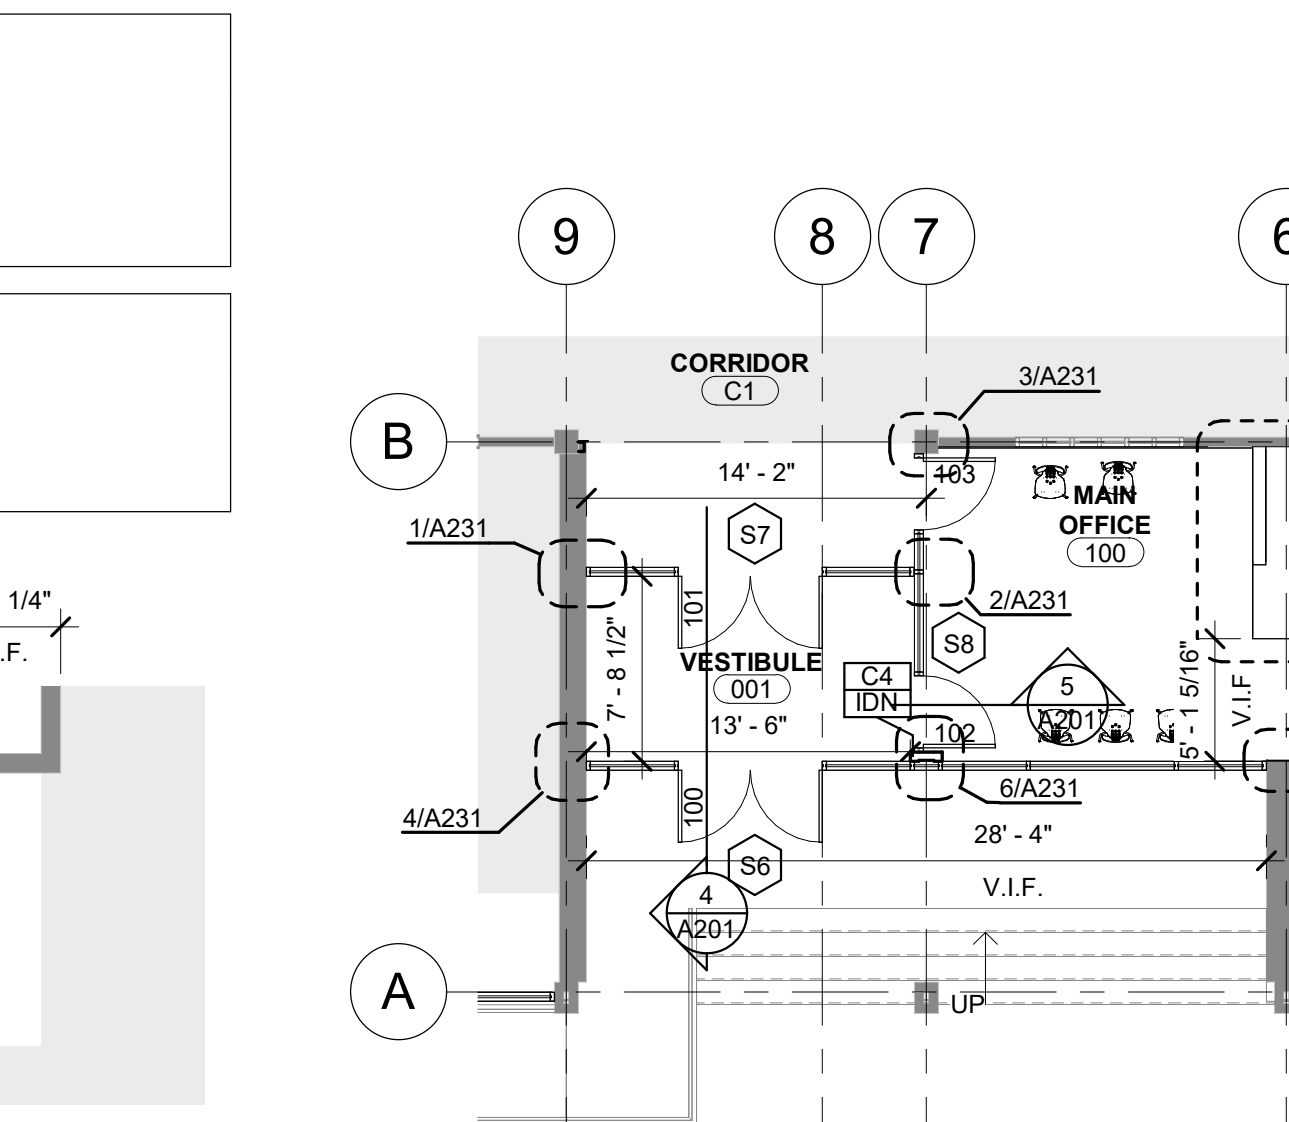 9
8
7
6
CORRIDOR
C1
3/A231
B
14' - 2"
103
MAIN
OFFICE
100
1/A231
S7
1/4"
.F.
101
2/A231
7' - 8 1/2"
S8
VESTIBULE
001
C4
IDN
13' - 6"
5
A201
5' - 1 5/16"
V.I.F
102
4/A231
100
6/A231
28' - 4"
S6
V.I.F.
4
A201
A
UP